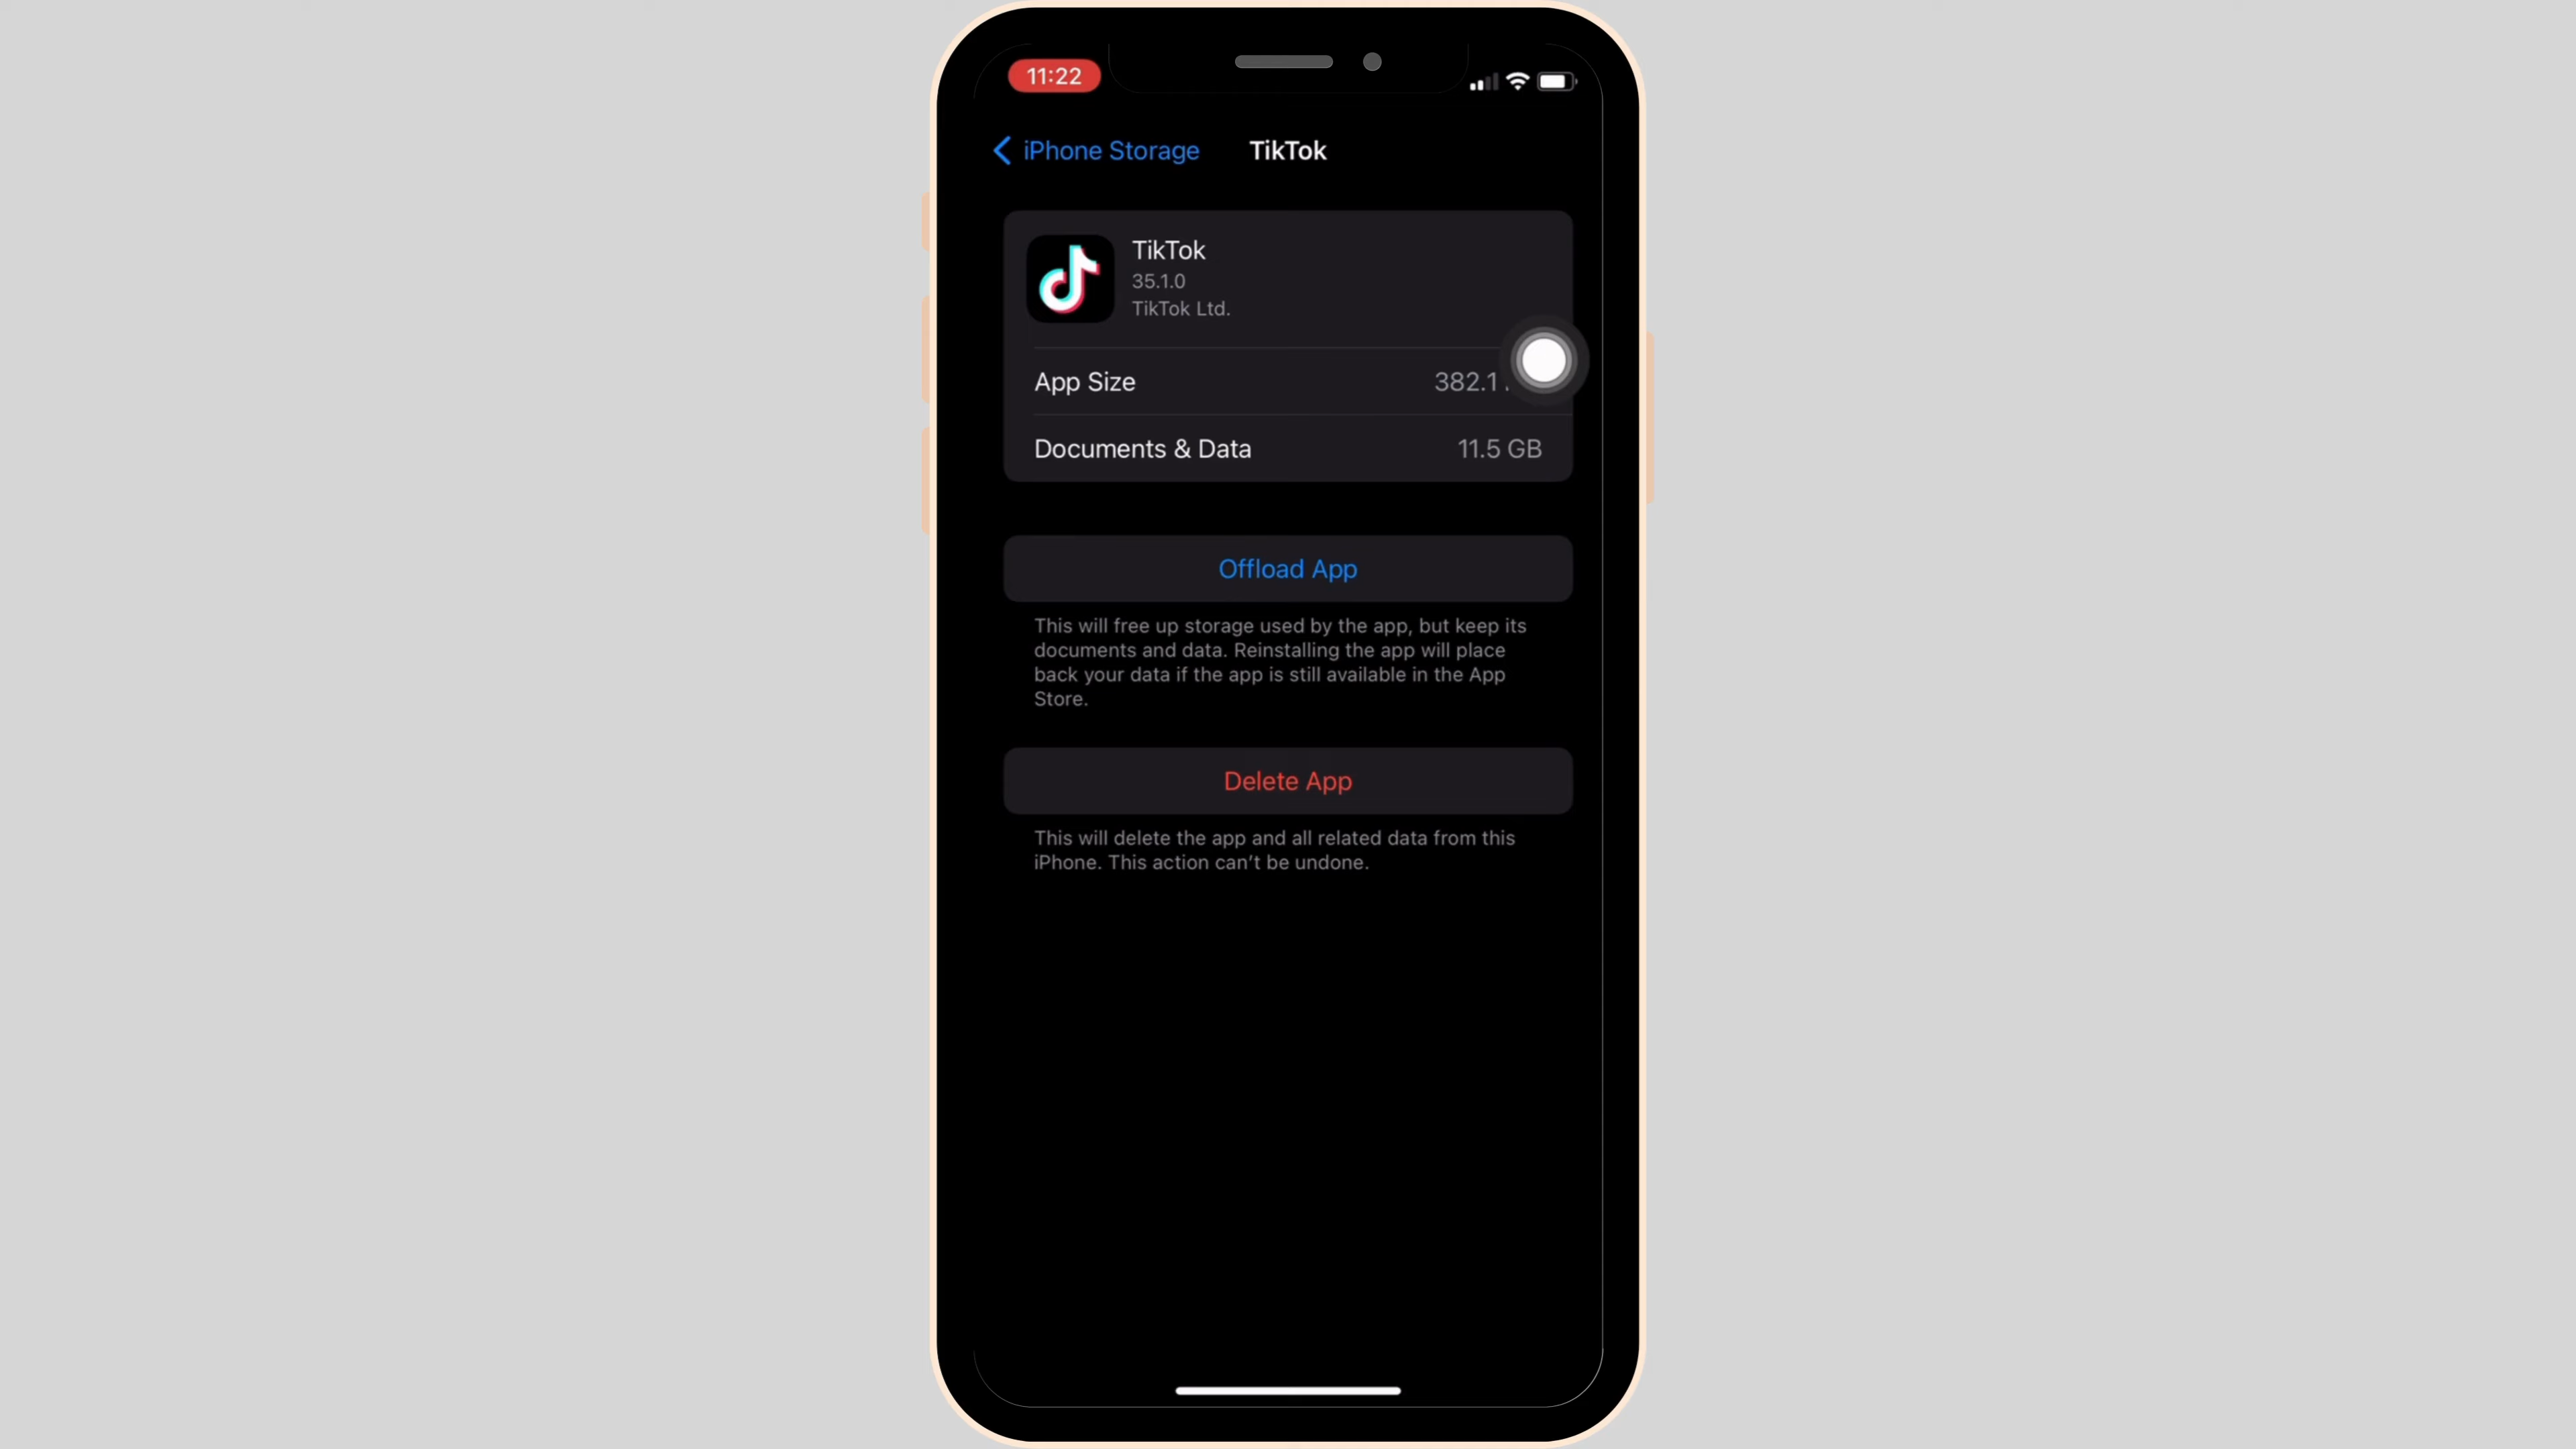 11:22
iPhone Storage
TikTok
TikTok
35.1.0
TikTok Ltd.
App Size
382.1
Documents & Data
11.5 GB
Offload App
This will free up storage used by the app, but keep its
documents and data. Reinstalling the app will place
back your data if the app is still available in the App
Store.
Delete App
This will delete the app and all related data from this
iPhone. This action can’t be undone.